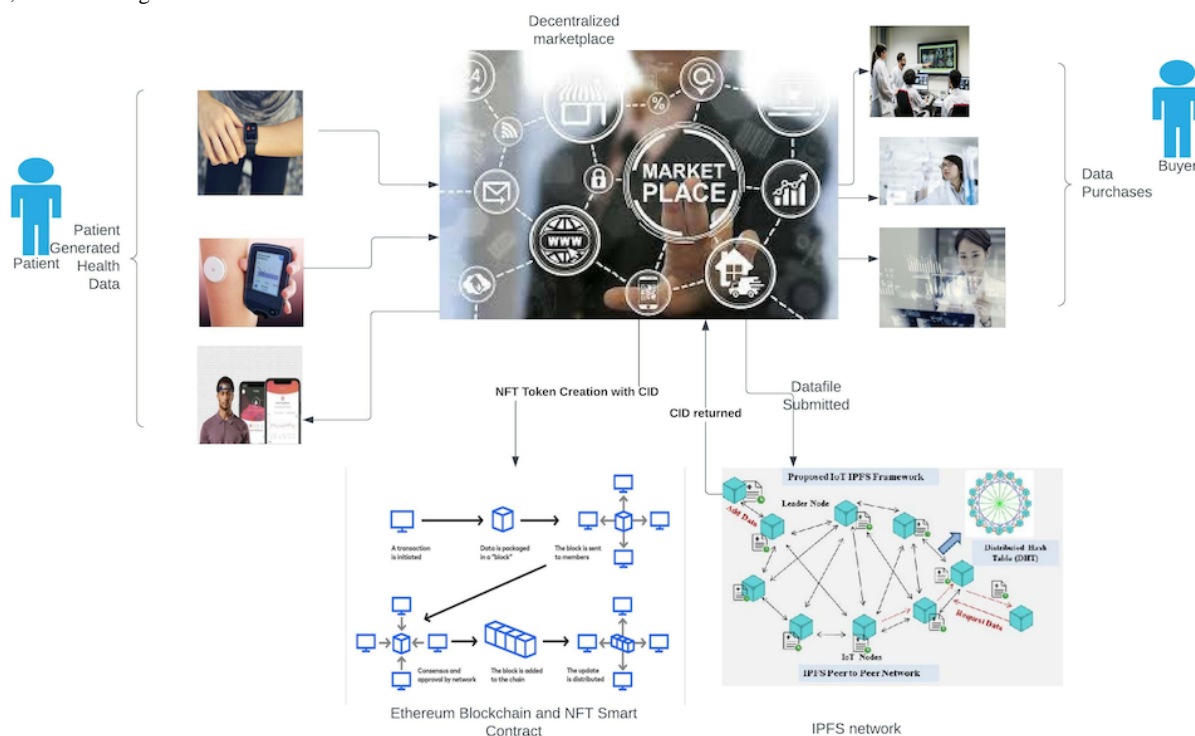 Decentralized
marketplace
Patient
Patient
Generated
Health
Data
24
%
MARKET
PLACE
WWW
Data
Purchases
Buyer
NFT Token Creation with CID
CID returned
Datafile
Submitted
A transaction
is initiated
Data is packaged
in a "block"
The block is sent
to members
Consensus and
approval by network
The block is added
to the chain
The update
is distributed
Ethereum Blockchain and NFT Smart
Contract
Proposed IoT IPFS Framework
Leader Node
Add Data
Distributed Hash
Table (DHT)
Request Data
IoT Nodes
IPFS Peer to Peer Network
IPFS network